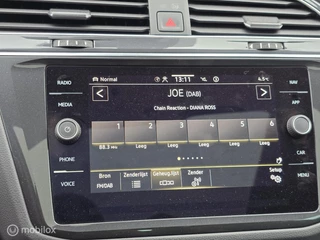 RADIO
MEDIA
PHONE
VOICE
Normal
13:11
4.5°C
JOE (DAB)
Chain Reaction - DIANA ROSS
1 2 3 4 5 6
88.3 MHz Leeg Leeg Leeg Leeg Leeg
Bron Zenderlijst Geheug.lijst Zender Setup
FM/DAB
NAV
APP
CAR
MENU
© mobilox